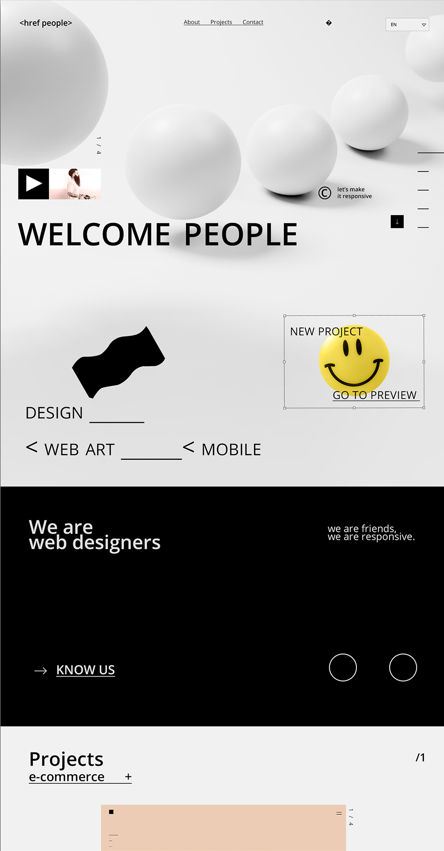 <href people>
About Projects Contact
EN
1 / 4
© let's make
it responsive
WELCOME PEOPLE
NEW PROJECT
GO TO PREVIEW
DESIGN
< WEB ART
< MOBILE
We are
web designers
we are friends,
we are responsive.
→ KNOW US
Projects
e-commerce +
/1
1 / 4